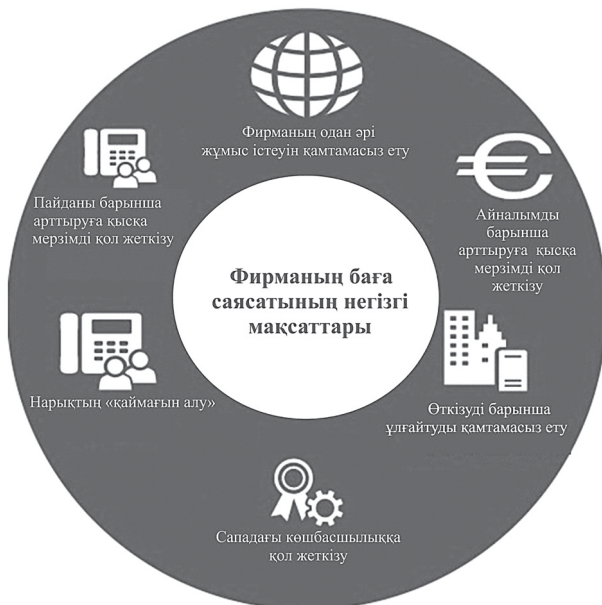 Фирманың одан әрі
жұмыс істеуін қамтамасыз ету
Айналымды
барынша
арттыруға қысқа
мерзімді қол
жеткізу
Өткізуді барынша
ұлғайтуды қамтамасыз ету
Сападағы көшбасшылыққа
қол жеткізу
Нарықтың «қаймағын алу»
Пайданы барынша
арттыруға қысқа
мерзімді қол жеткізу
Фирманың баға
саясатының негізгі
мақсаттары